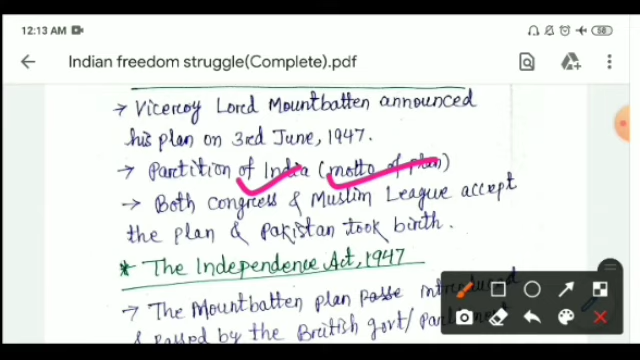 12:13 AM 58
Indian freedom struggle(Complete).pdf
→ Viceroy Lord Mountbatten announced
his plan on 3rd June, 1947.
→ Partition of India (motto of plan)
→ Both Congress & Muslim League accept
the plan & Pakistan took birth.
* The Independence Act, 1947
→ The Mountbatten plan introduced
& passed by the British govt/